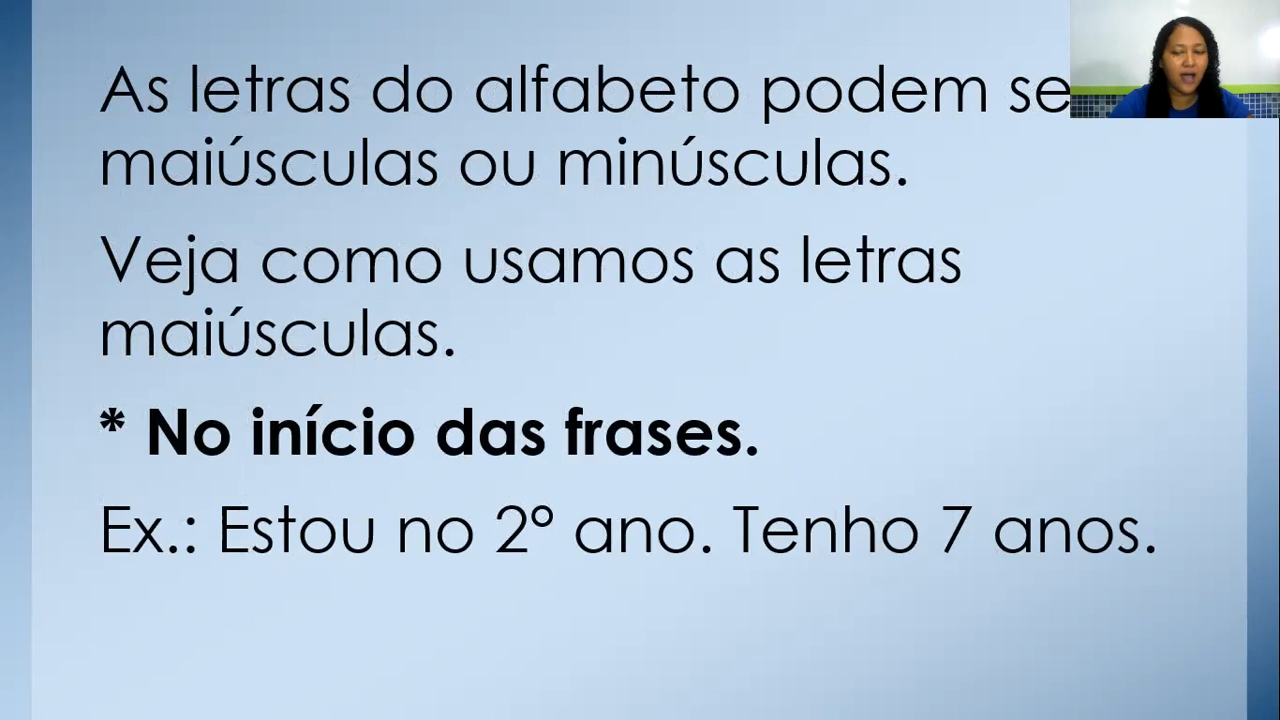 As letras do alfabeto podem se
maiúsculas ou minúsculas.
Veja como usamos as letras
maiúsculas.
* No início das frases.
Ex.: Estou no 2º ano. Tenho 7 anos.